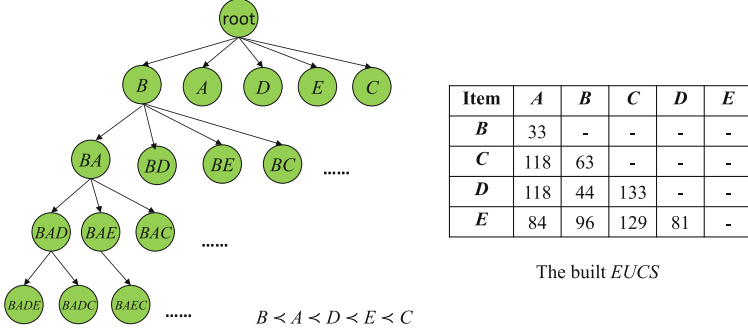 root
B A D E C
BA BD BE BC ......
BAD BAE BAC ......
BADE BADC BAEC ......
B ≺ A ≺ D ≺ E ≺ C
Item A B C D E
B 33 - - - -
C 118 63 - - -
D 118 44 133 - -
E 84 96 129 81 -
The built EUCS